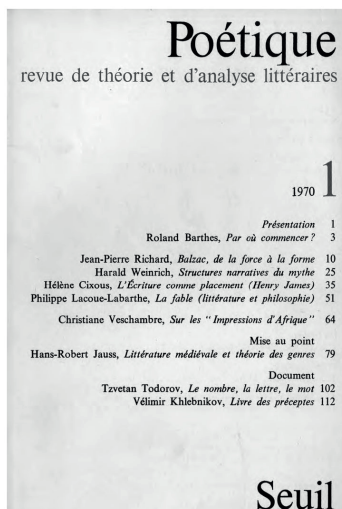 Poétique
revue de théorie et d'analyse littéraires
1970 1
Présentation 1
Roland Barthes, Par où commencer? 3
Jean-Pierre Richard, Balzac, de la force à la forme 10
Harald Weinrich, Structures narratives du mythe 25
Hélène Cixous, L'Écriture comme placement (Henry James) 35
Philippe Lacoue-Labarthe, La fable (littérature et philosophie) 51
Christiane Veschambre, Sur les "Impressions d'Afrique" 64
Mise au point
Hans-Robert Jauss, Littérature médiévale et théorie des genres 79
Document
Tzvetan Todorov, Le nombre, la lettre, le mot 102
Vélimir Khlebnikov, Livre des préceptes 112
Seuil